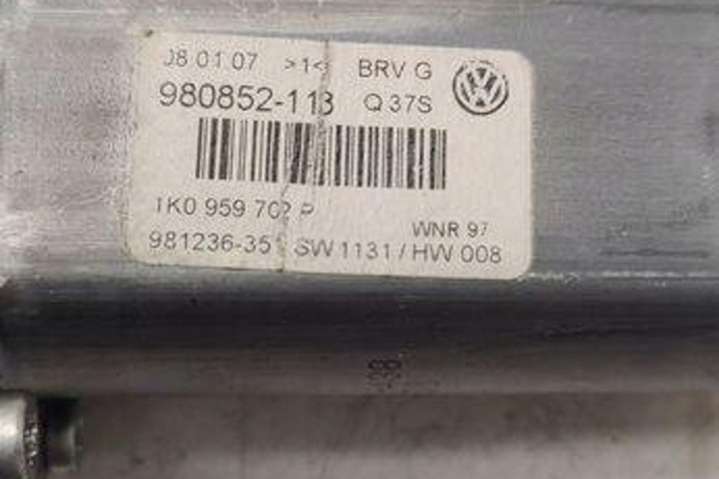 08 01 07 >1< BRV G
980852-113 Q 37S
1K0 959 702 P
WNR 97
981236-351 SW 1131 / HW 008